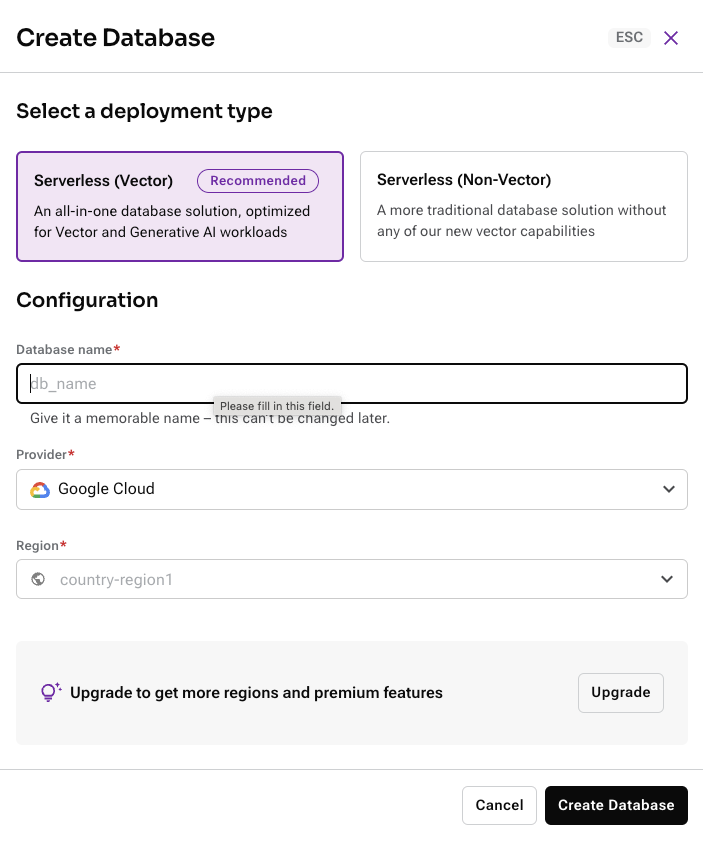 Create Database
ESC
Select a deployment type
Serverless (Vector)
Recommended
An all-in-one database solution, optimized
for Vector and Generative AI workloads
Serverless (Non-Vector)
A more traditional database solution without
any of our new vector capabilities
Configuration
Database name*
db_name
Please fill in this field.
Give it a memorable name – this can't be changed later.
Provider*
Google Cloud
Region*
country-region1
Upgrade to get more regions and premium features
Upgrade
Cancel
Create Database